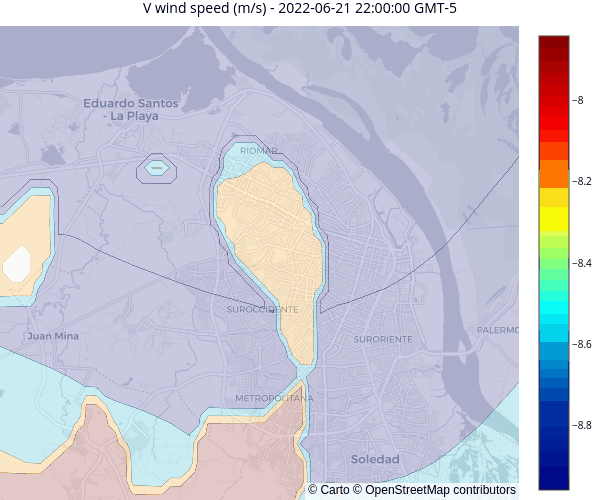 V wind speed (m/s) - 2022-06-21 22:00:00 GMT-5
Eduardo Santos
- La Playa
RIOMAR
SUROCCIDENTE
Juan Mina
SURORIENTE
PALERMO
METROPOLITANA
Soledad
© Carto © OpenStreetMap contributors
-8
-8.2
-8.4
-8.6
-8.8